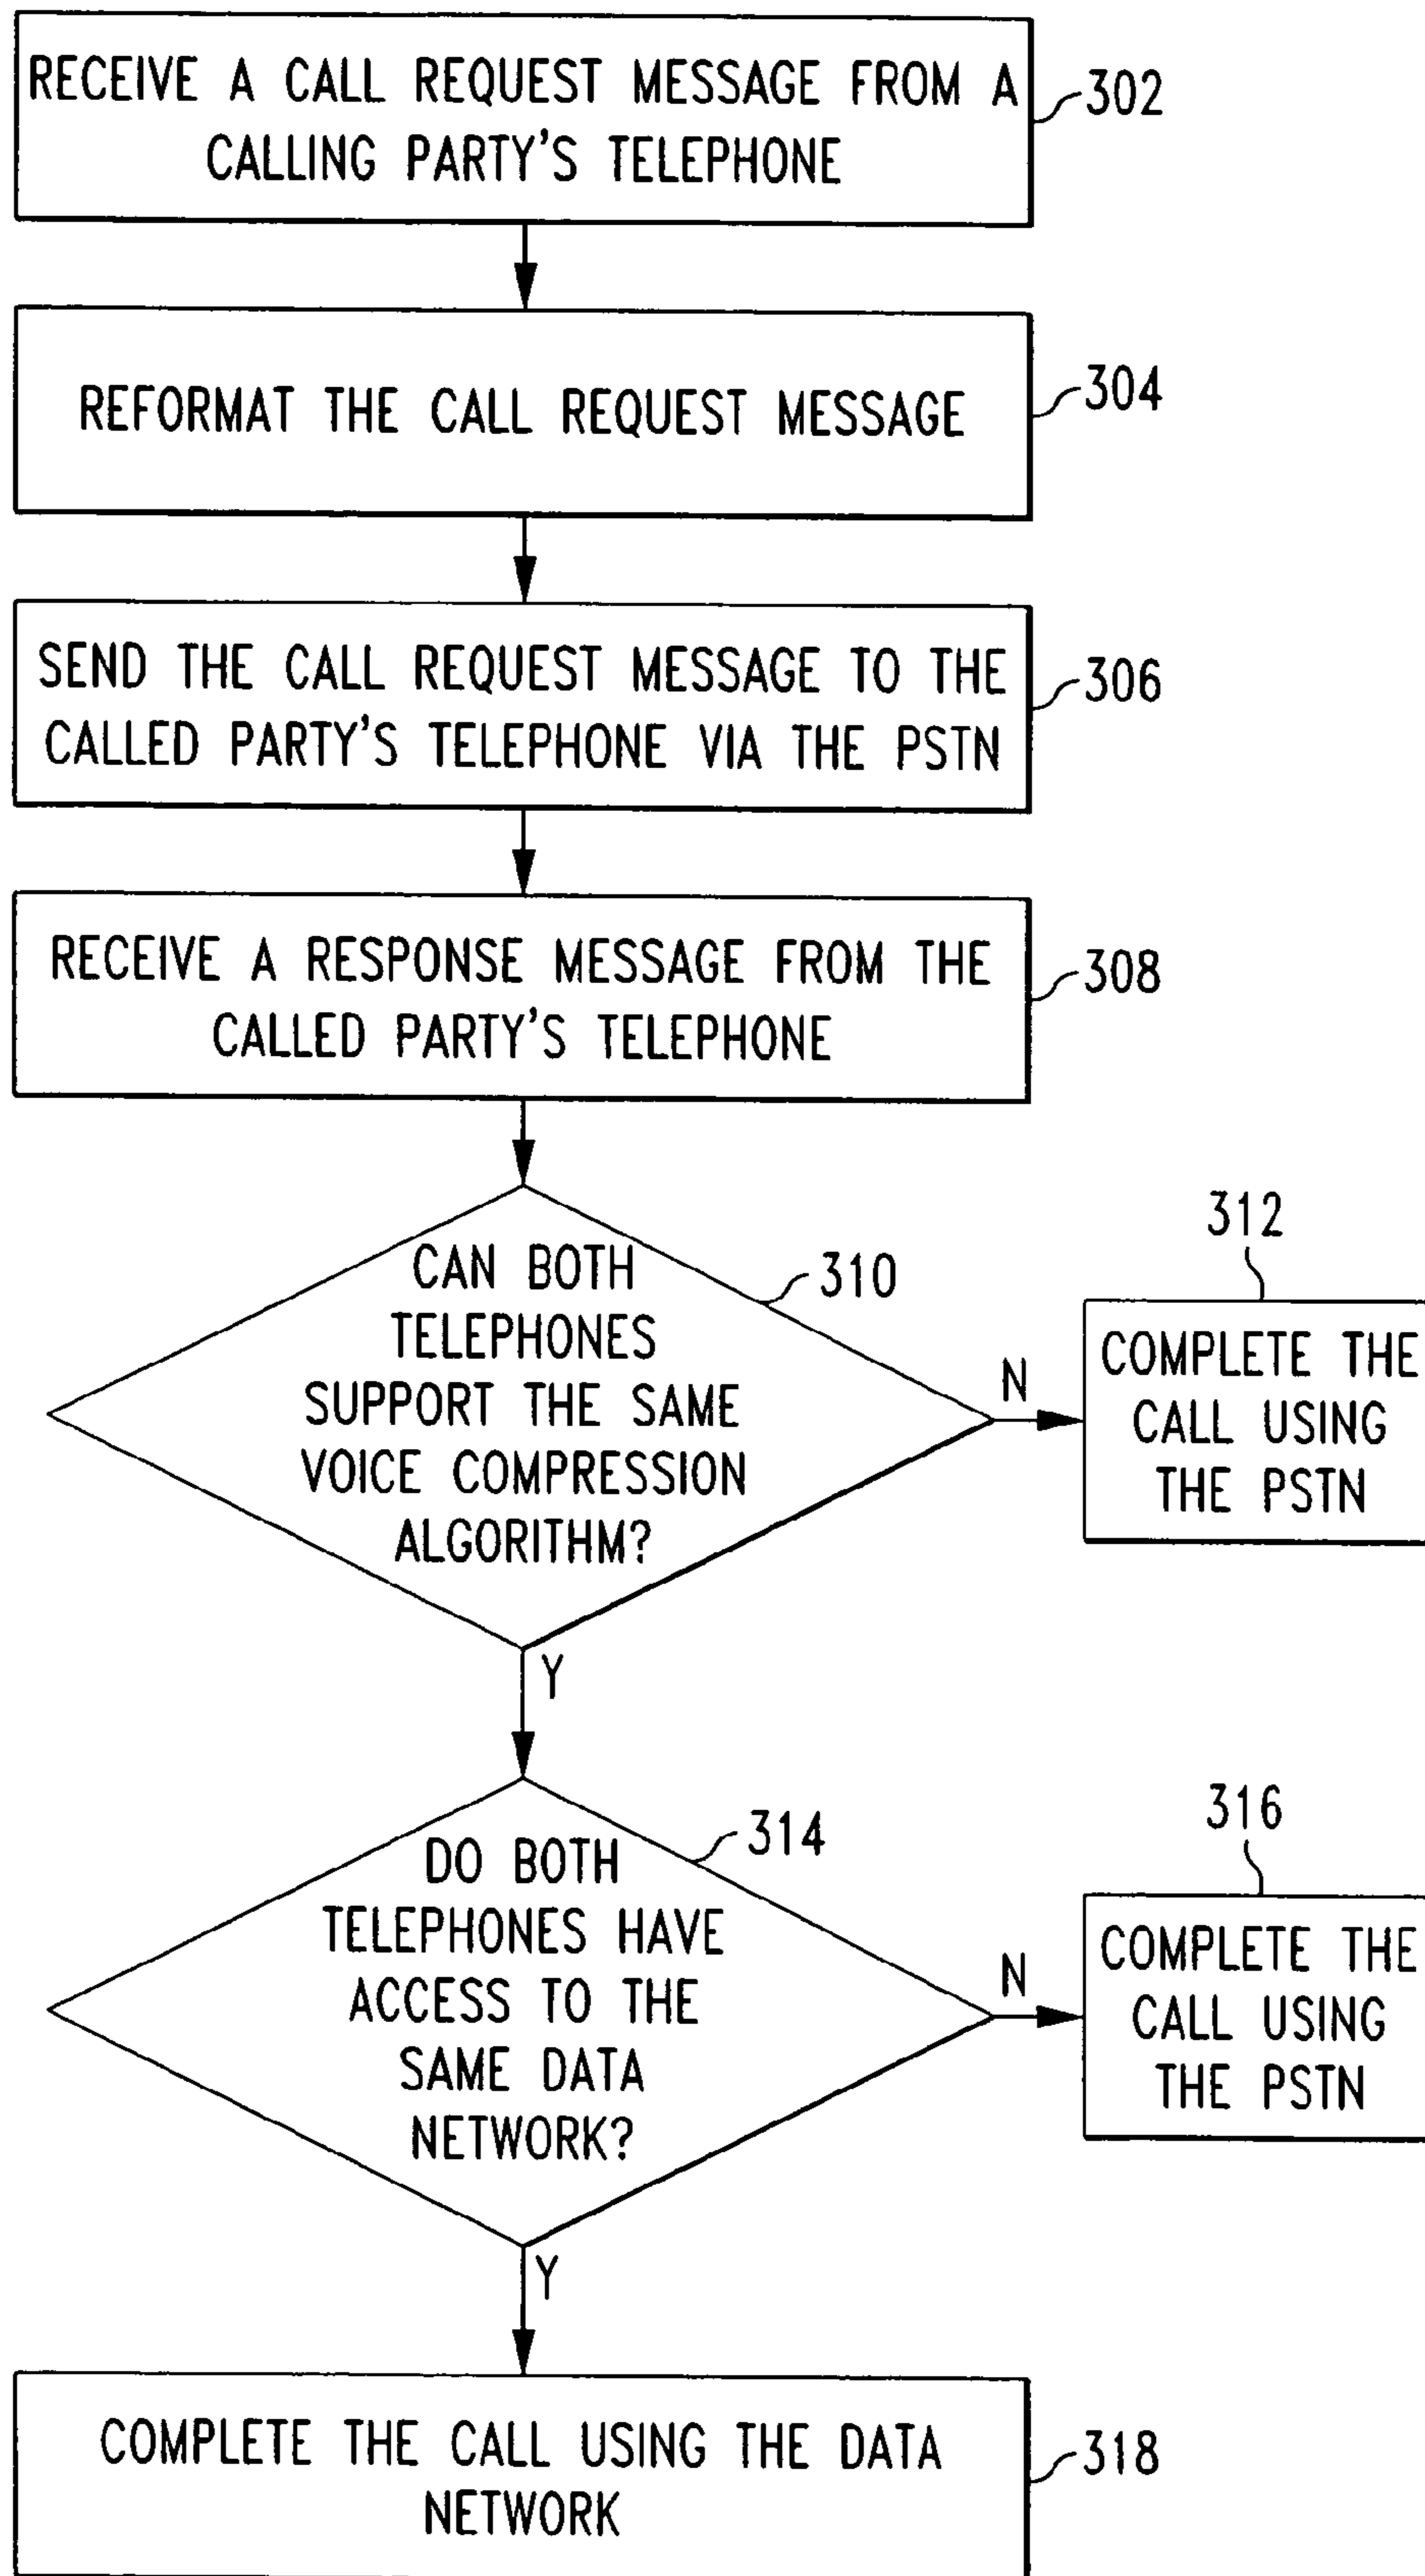 RECEIVE A CALL REQUEST MESSAGE FROM A
CALLING PARTY'S TELEPHONE
302
REFORMAT THE CALL REQUEST MESSAGE
304
SEND THE CALL REQUEST MESSAGE TO THE
CALLED PARTY'S TELEPHONE VIA THE PSTN
306
RECEIVE A RESPONSE MESSAGE FROM THE
CALLED PARTY'S TELEPHONE
308
CAN BOTH
TELEPHONES
SUPPORT THE SAME
VOICE COMPRESSION
ALGORITHM?
310
N
312
COMPLETE THE
CALL USING
THE PSTN
Y
DO BOTH
TELEPHONES HAVE
ACCESS TO THE
SAME DATA
NETWORK?
314
N
316
COMPLETE THE
CALL USING
THE PSTN
Y
COMPLETE THE CALL USING THE DATA
NETWORK
318